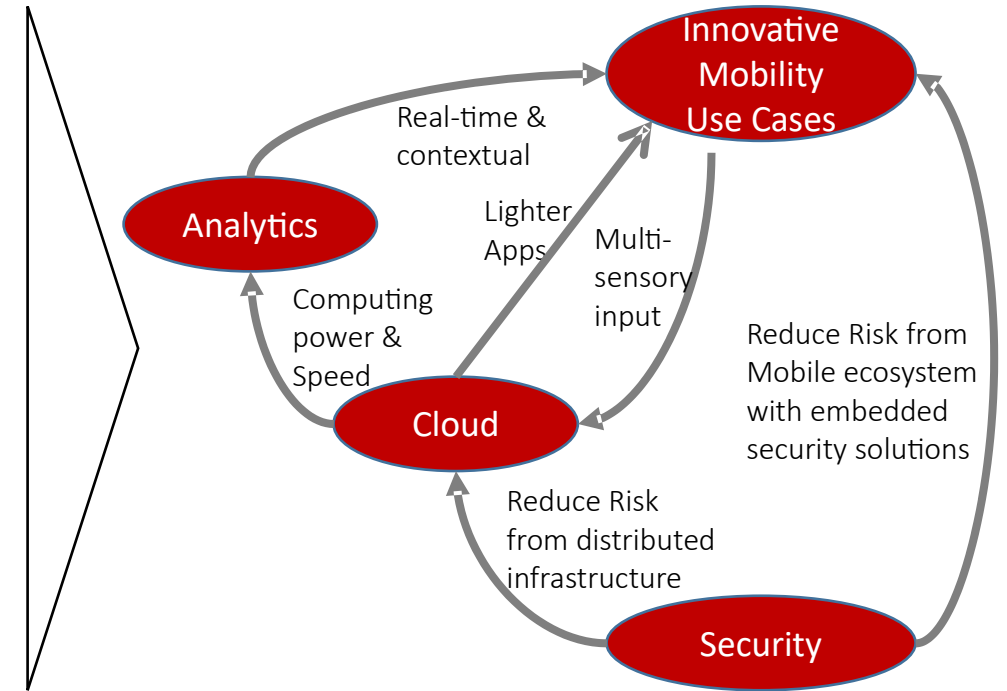 Innovative
Mobility
Use Cases
Real-time &
contextual
Analytics
Lighter
Apps
Multi-
sensory
input
Computing
power &
Speed
Reduce Risk from
Mobile ecosystem
with embedded
security solutions
Cloud
Reduce Risk
from distributed
infrastructure
Security